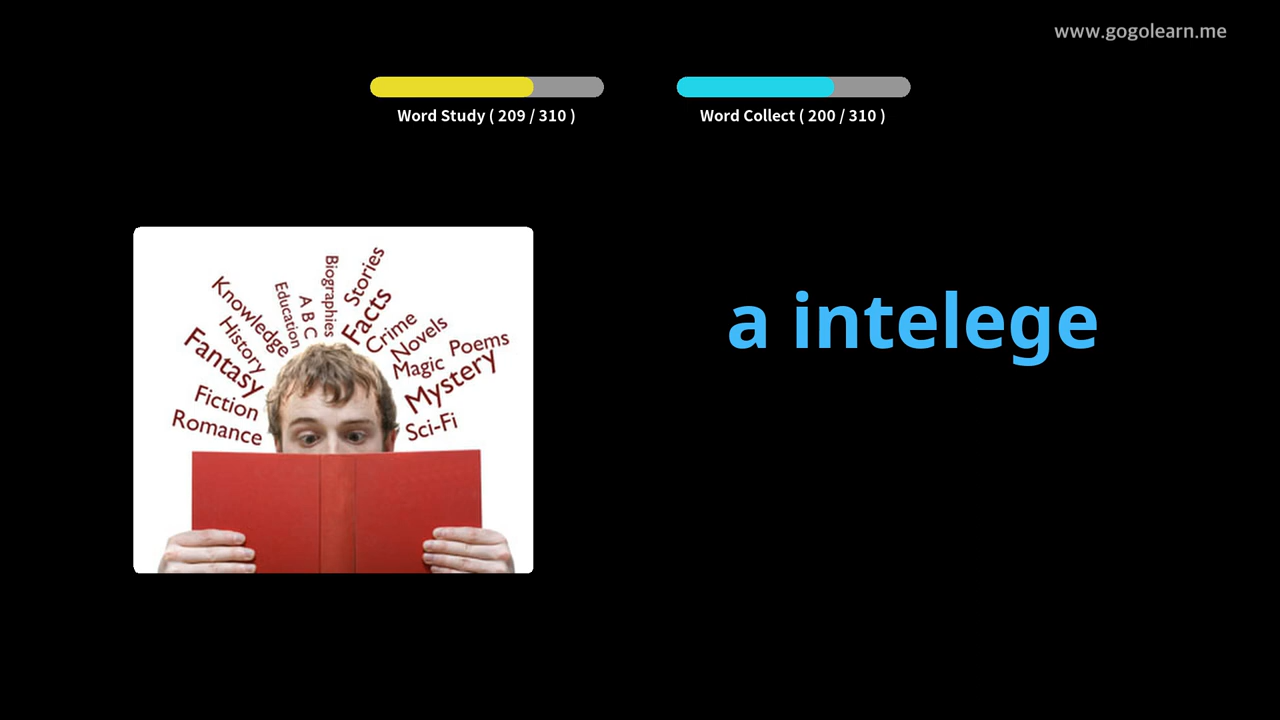 www.gogolearn.me
Word Study ( 209 / 310 )
Word Collect ( 200 / 310 )
a intelege
Knowledge
History
Fantasy
Fiction
Romance
Education
A B C
Biographies
Stories
Facts
Crime
Novels
Magic
Poems
Mystery
Sci-Fi